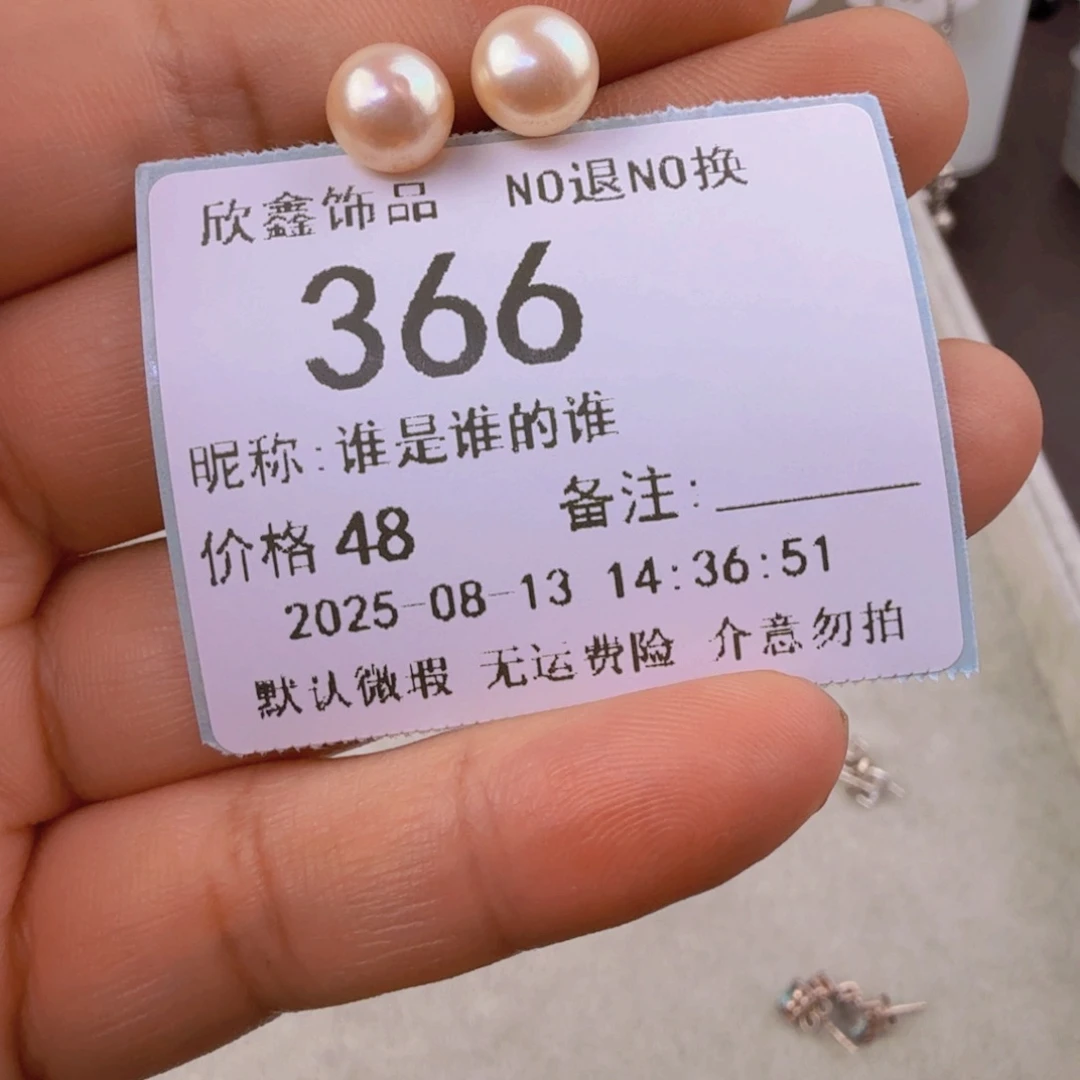 欣鑫饰品 NO退NO换
366
昵称:谁是谁的谁
价格 48 备注:
2025-08-13 14:36:51
默认微瑕 无运费险 介意勿拍